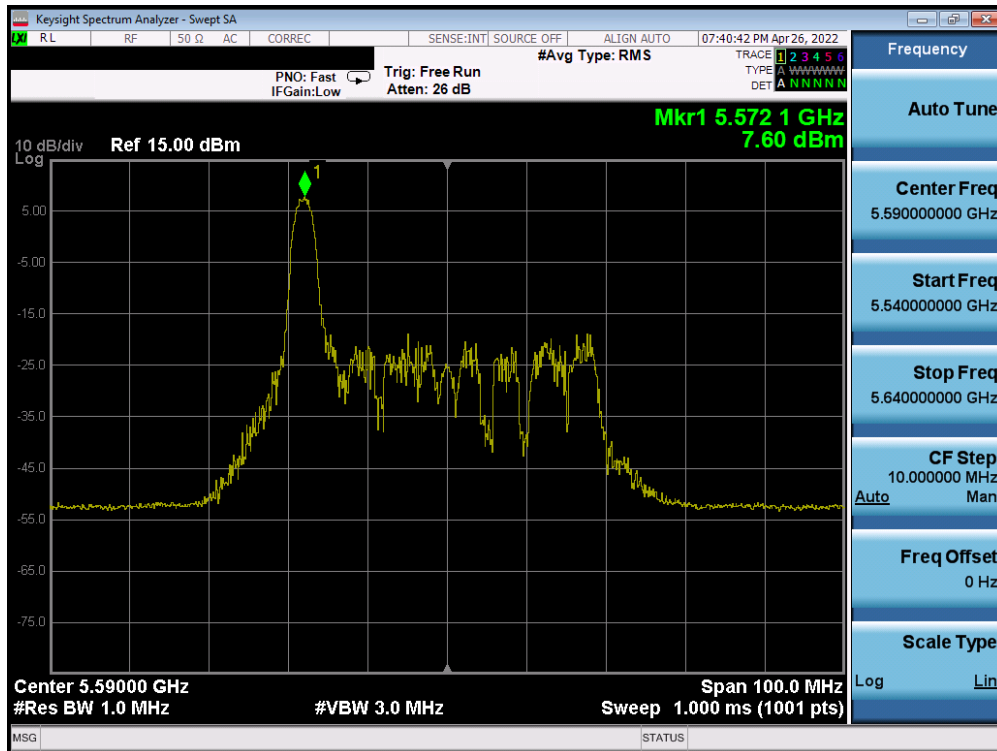 Keysight Spectrum Analyzer - Swept SA
LXI RL RF 50 Ω AC CORREC SENSE:INT SOURCE OFF ALIGN AUTO 07:40:42 PM Apr 26, 2022
#Avg Type: RMS
TRACE 1 2 3 4 5 6
TYPE A WWWWW
DET A N N N N N
PNO: Fast
IFGain:Low
Trig: Free Run
Atten: 26 dB
Mkr1 5.572 1 GHz
7.60 dBm
10 dB/div Ref 15.00 dBm
Log
1
5.00
-5.00
-15.0
-25.0
-35.0
-45.0
-55.0
-65.0
-75.0
Center 5.59000 GHz Span 100.0 MHz
#Res BW 1.0 MHz #VBW 3.0 MHz Sweep 1.000 ms (1001 pts)
MSG STATUS
Frequency
Auto Tune
Center Freq
5.590000000 GHz
Start Freq
5.540000000 GHz
Stop Freq
5.640000000 GHz
CF Step
10.000000 MHz
Auto Man
Freq Offset
0 Hz
Scale Type
Log Lin